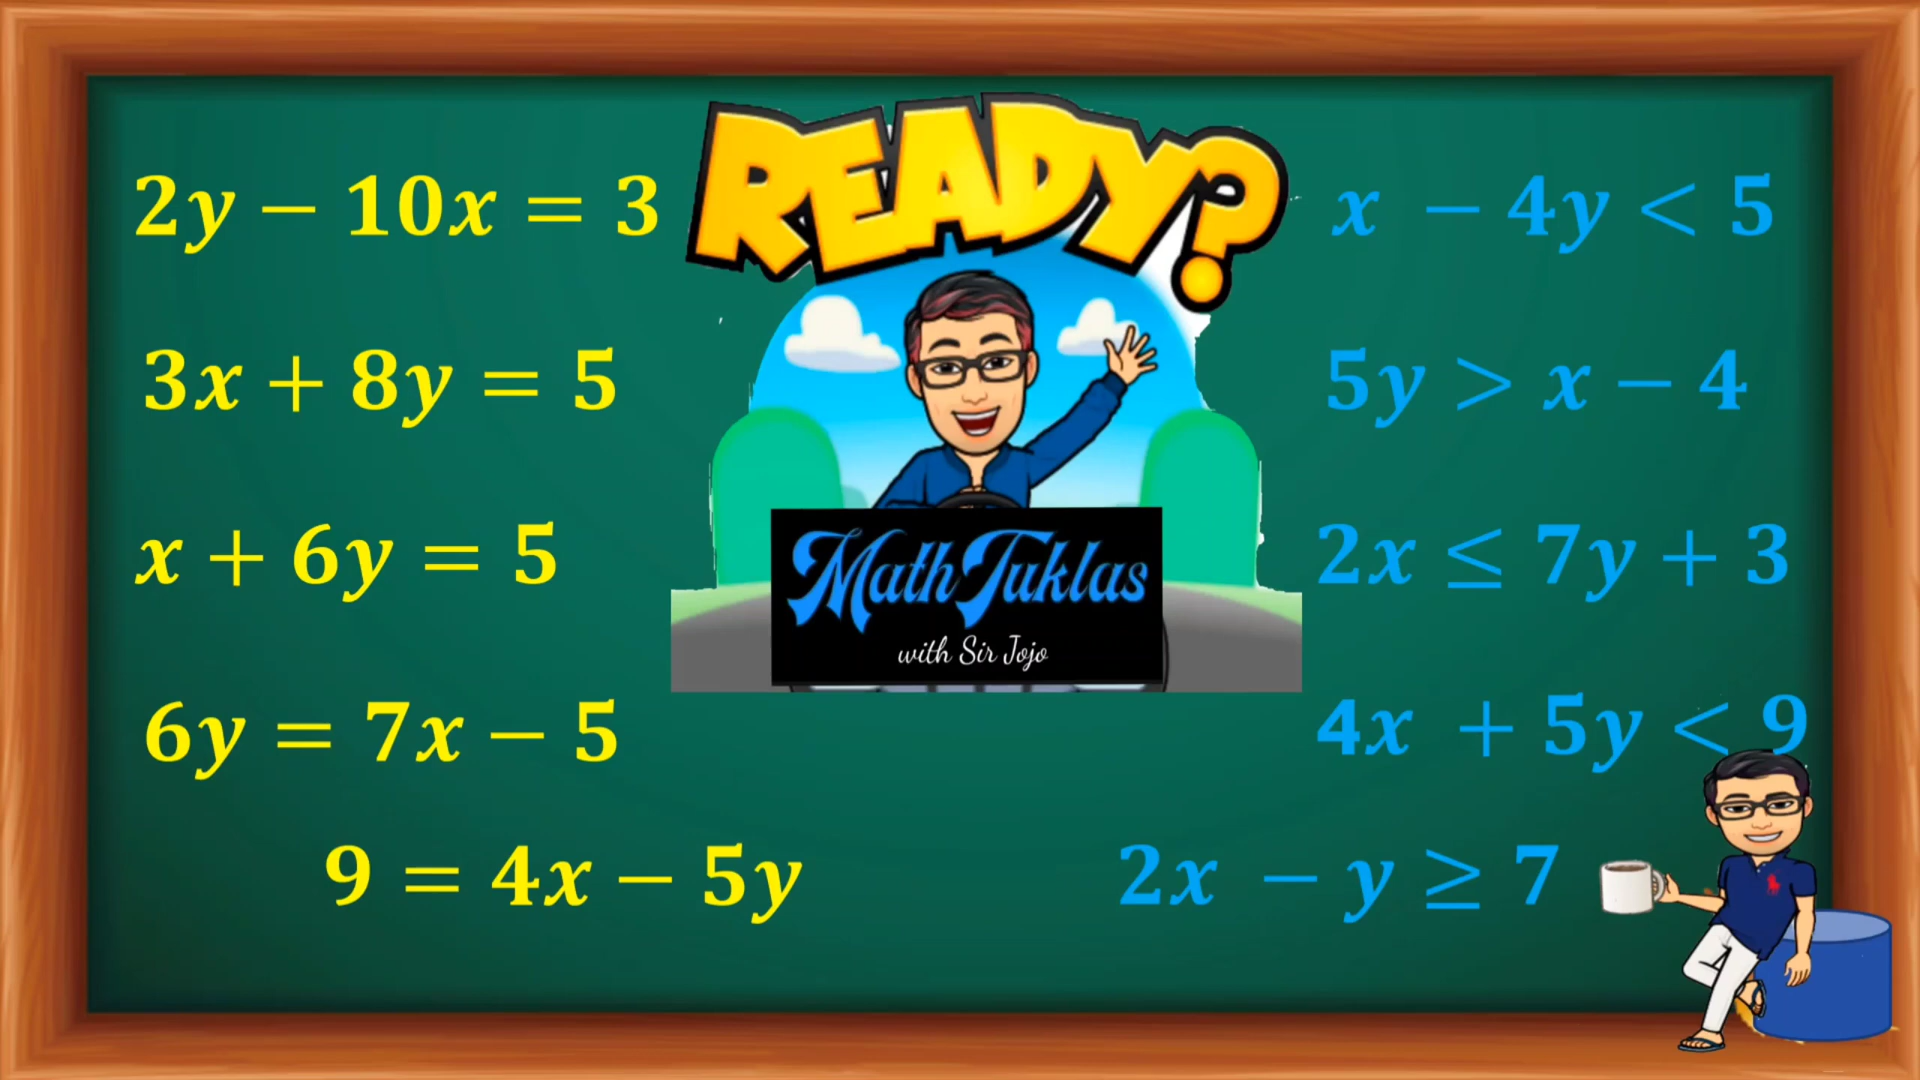 READY?
2y − 10x = 3
x − 4y < 5
3x + 8y = 5
5y > x − 4
x + 6y = 5
2x ≤ 7y + 3
MathTuklas
with Sir Jojo
6y = 7x − 5
4x + 5y < 9
9 = 4x − 5y
2x − y ≥ 7